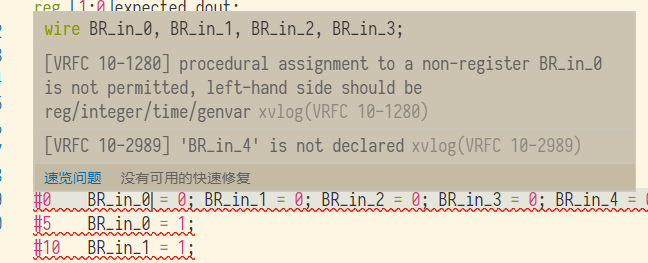 reg [1:0]expected_dout;
wire BR_in_0, BR_in_1, BR_in_2, BR_in_3;
[VRFC 10-1280] procedural assignment to a non-register BR_in_0
is not permitted, left-hand side should be
reg/integer/time/genvar xvlog(VRFC 10-1280)
[VRFC 10-2989] 'BR_in_4' is not declared xvlog(VRFC 10-2989)
速览问题 没有可用的快速修复
#0 BR_in_0 = 0; BR_in_1 = 0; BR_in_2 = 0; BR_in_3 = 0; BR_in_4 = 0
#5 BR_in_0 = 1;
#10 BR_in_1 = 1;